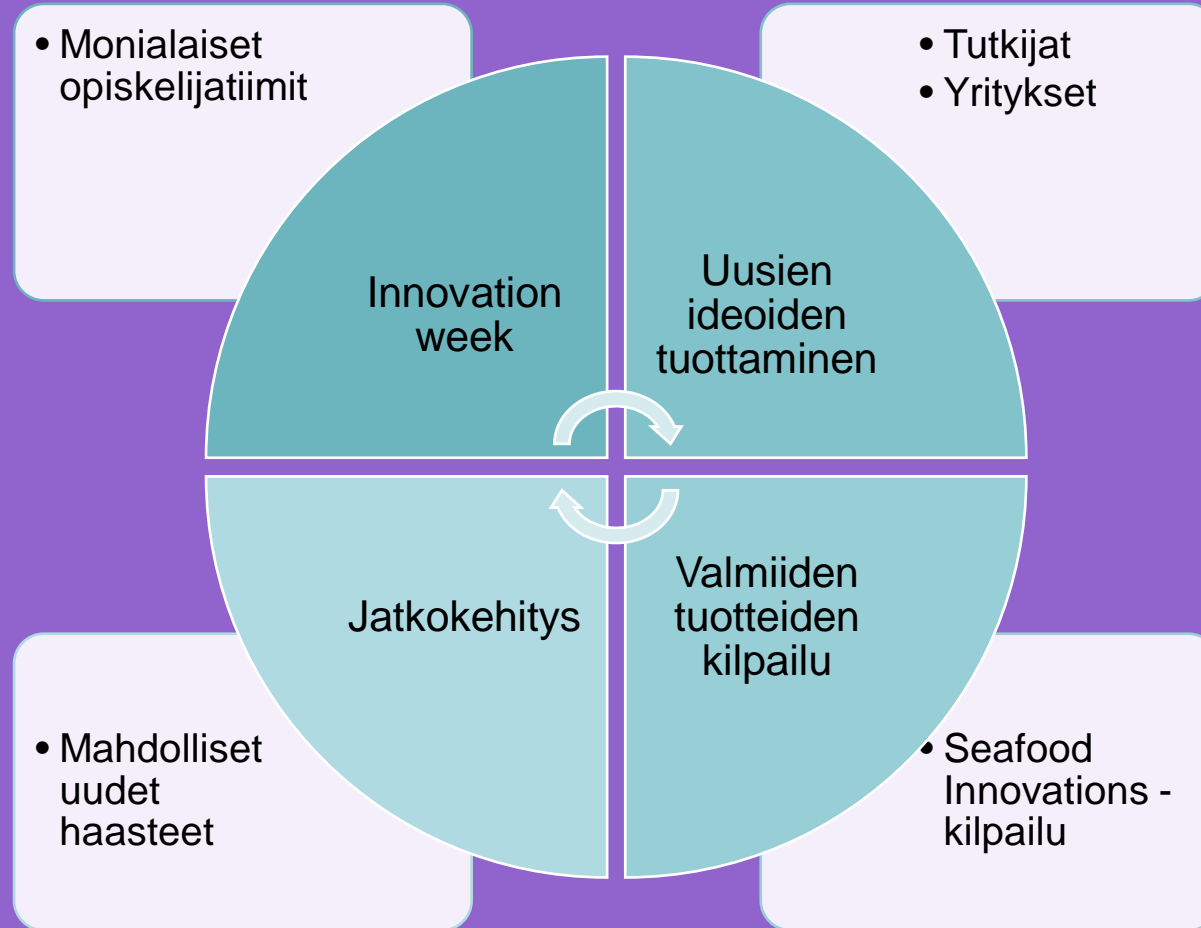 • Monialaiset
opiskelijatiimit
• Tutkijat
• Yritykset
Innovation
week
Uusien
ideoiden
tuottaminen
Jatkokehitys
Valmiiden
tuotteiden
kilpailu
• Mahdolliset
uudet
haasteet
• Seafood
Innovations -
kilpailu